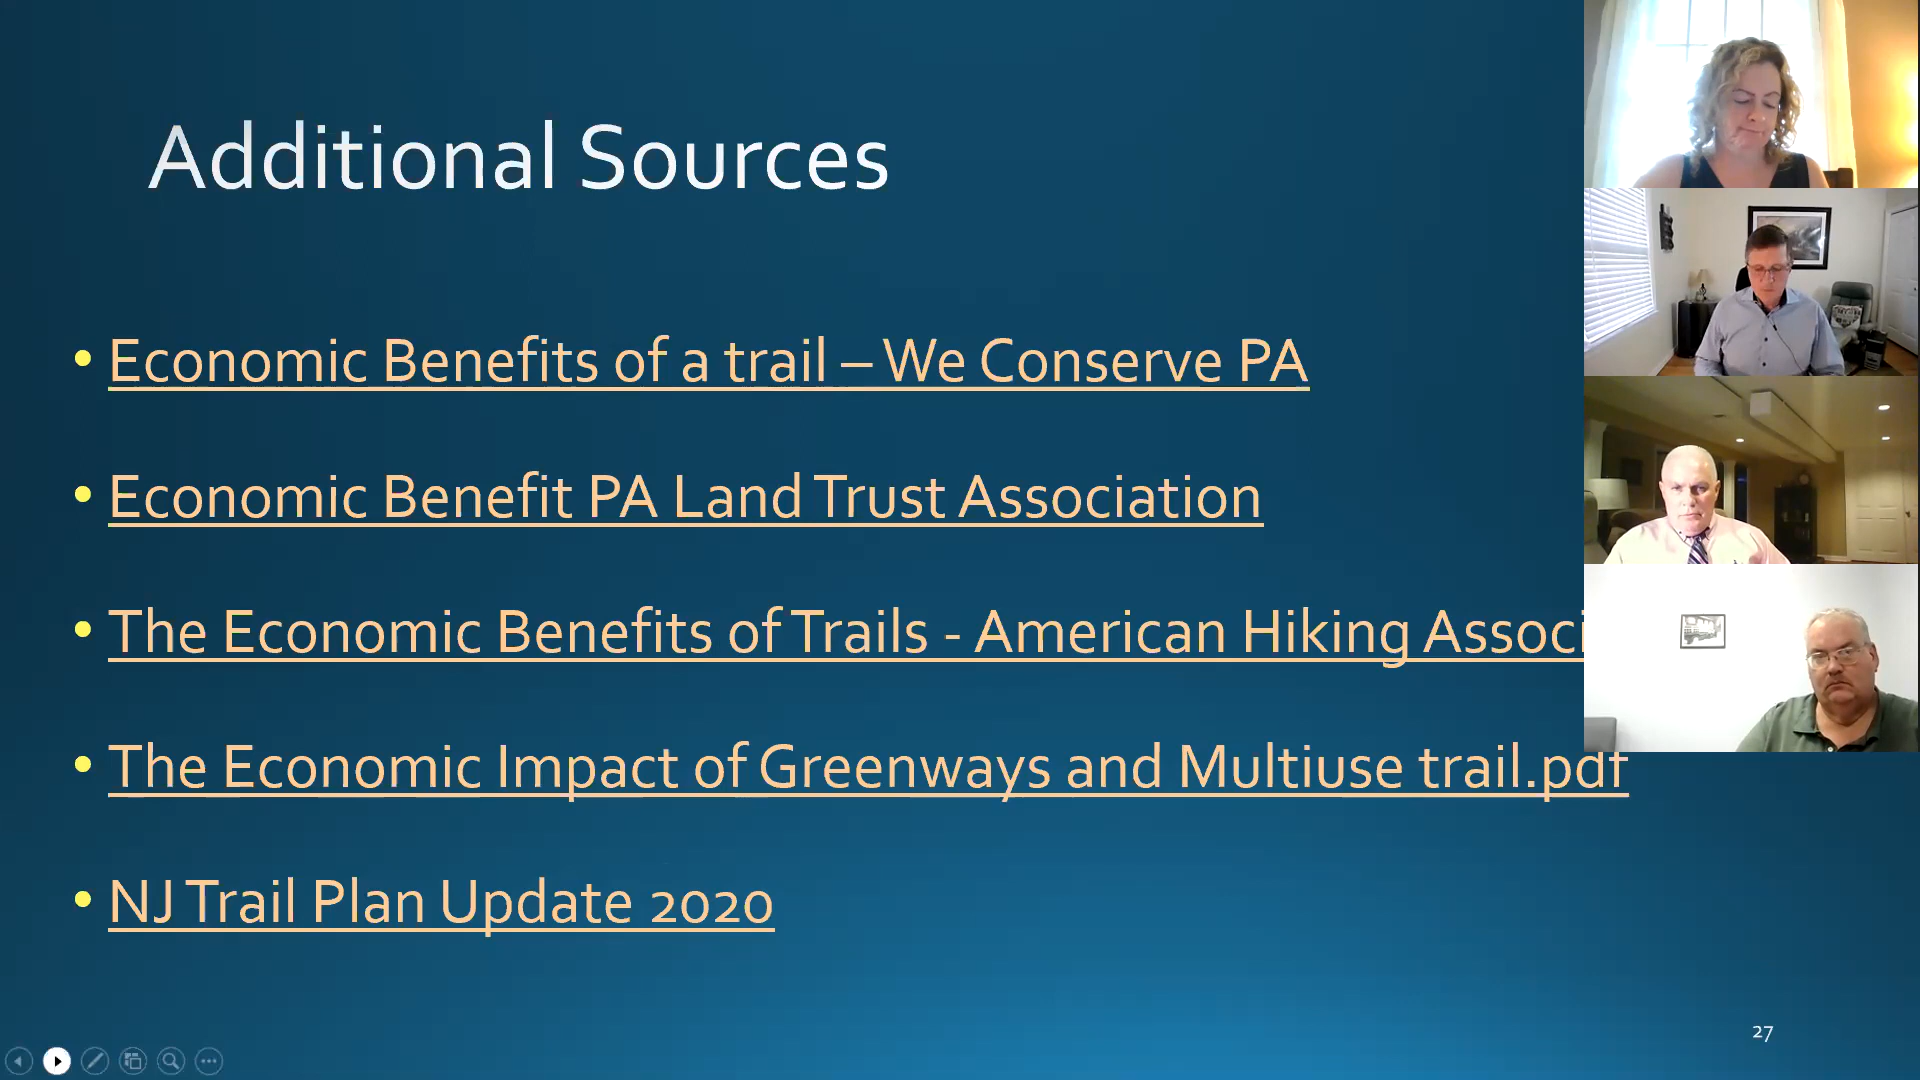 Additional Sources
• Economic Benefits of a trail – We Conserve PA
• Economic Benefit PA Land Trust Association
• The Economic Benefits of Trails - American Hiking Associ
• The Economic Impact of Greenways and Multiuse trail.pdf
• NJ Trail Plan Update 2020
27